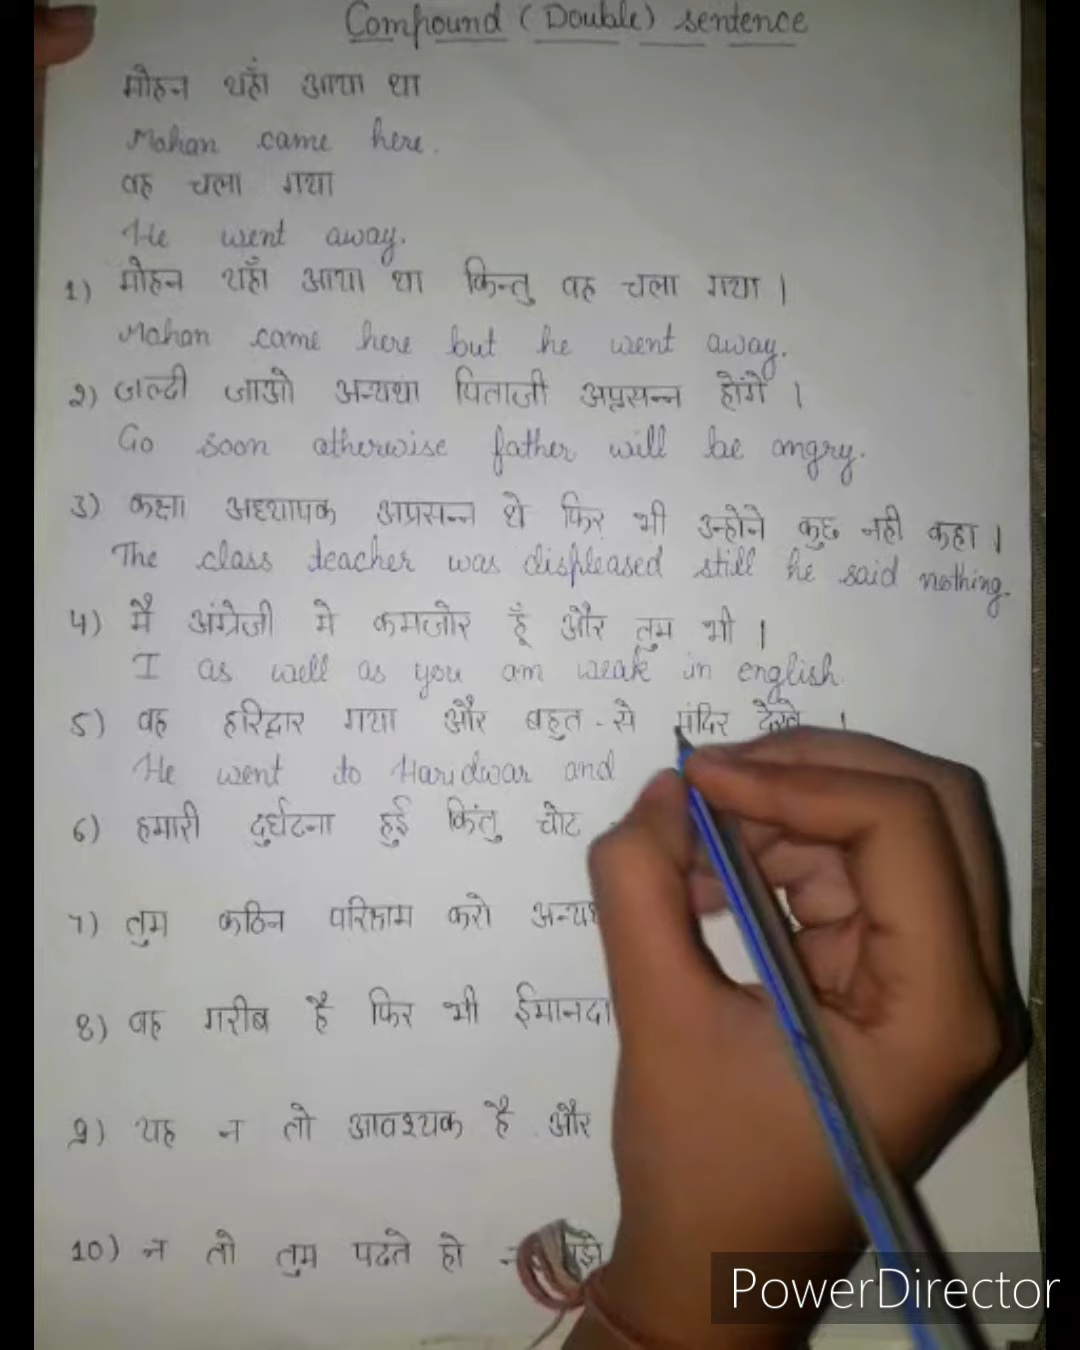 Compound (Double) sentence
मोहन यहाँ आया था
Mohan came here.
वह चला गया
He went away.
1) मोहन यहाँ आया था किन्तु वह चला गया ।
Mohan came here but he went away.
2) जल्दी जाओ अन्यथा पिताजी अप्रसन्न होंगें ।
Go soon otherwise father will be angry.
3) कक्षा अध्यापक अप्रसन्न थे फिर भी उन्होने कुछ नही कहा ।
The class teacher was displeased still he said nothing.
4) मै अंग्रेजी मे कमजोर हूँ और तुम भी ।
I as well as you am weak in english
5) वह हरिद्वार गया और बहुत-से मंदिर देखे ।
He went to Haridwar and
6) हमारी दुर्घटना हुई किंतु चोट
7) तुम कठिन परिश्रम करो
8) वह गरीब है फिर भी
9) यह न तो आवश्यक है और
10) न तो तुम पढते हो
PowerDirector